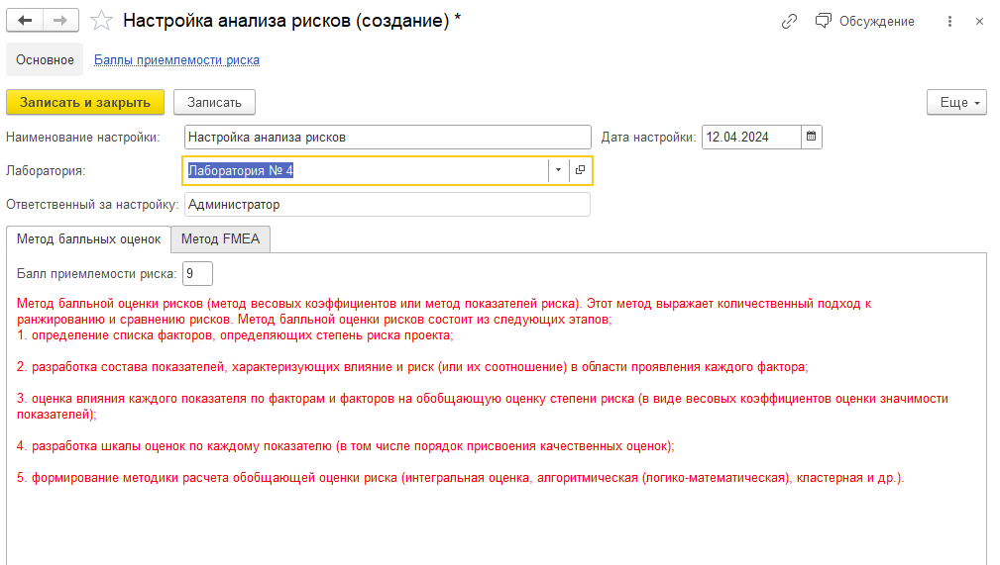 Настройка анализа рисков (создание) *
Обсуждение
Основное
Баллы приемлемости риска
Записать и закрыть
Записать
Еще
Наименование настройки:
Настройка анализа рисков
Дата настройки:
12.04.2024
Лаборатория:
Лаборатория № 4
Ответственный за настройку:
Администратор
Метод балльных оценок
Метод FMEA
Балл приемлемости риска:
9
Метод балльной оценки рисков (метод весовых коэффициентов или метод показателей риска). Этот метод выражает количественный подход к
ранжированию и сравнению рисков. Метод балльной оценки рисков состоит из следующих этапов;
1. определение списка факторов, определяющих степень риска проекта;
2. разработка состава показателей, характеризующих влияние и риск (или их соотношение) в области проявления каждого фактора;
3. оценка влияния каждого показателя по факторам и факторов на обобщающую оценку степени риска (в виде весовых коэффициентов оценки значимости
показателей);
4. разработка шкалы оценок по каждому показателю (в том числе порядок присвоения качественных оценок);
5. формирование методики расчета обобщающей оценки риска (интегральная оценка, алгоритмическая (логико-математическая), кластерная и др.).